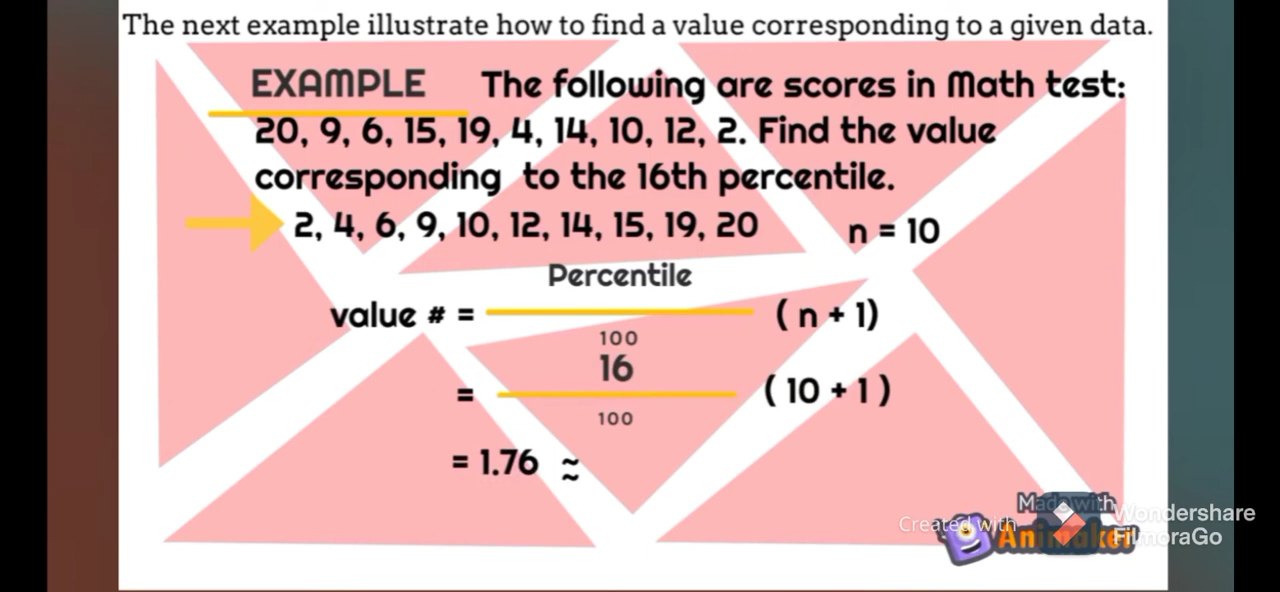 The next example illustrate how to find a value corresponding to a given data.
EXAMPLE The following are scores in Math test:
20, 9, 6, 15, 19, 4, 14, 10, 12, 2. Find the value
corresponding to the 16th percentile.
2, 4, 6, 9, 10, 12, 14, 15, 19, 20 n = 10
Percentile
value # = ( n + 1)
100
16
= ( 10 + 1 )
100
= 1.76 ≈
Made with
Wondershare
Created with
Animaker
FilmoraGo